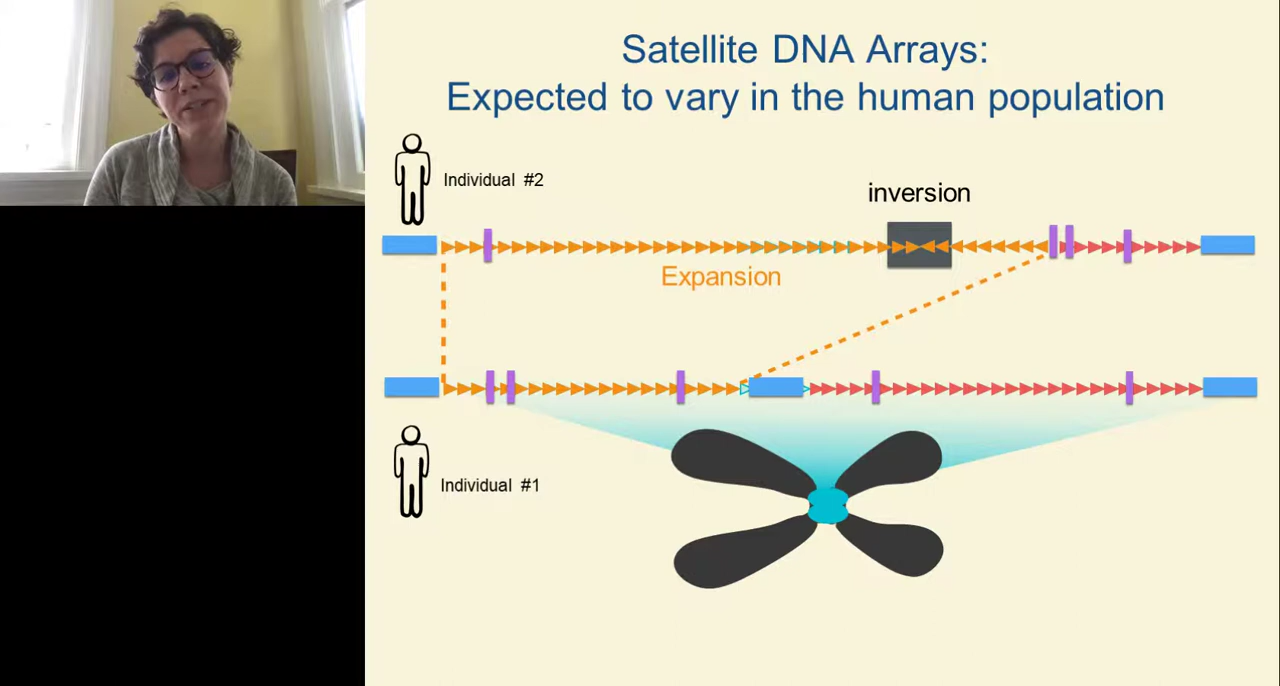 Satellite DNA Arrays:
Expected to vary in the human population
Individual #2
inversion
Expansion
Individual #1